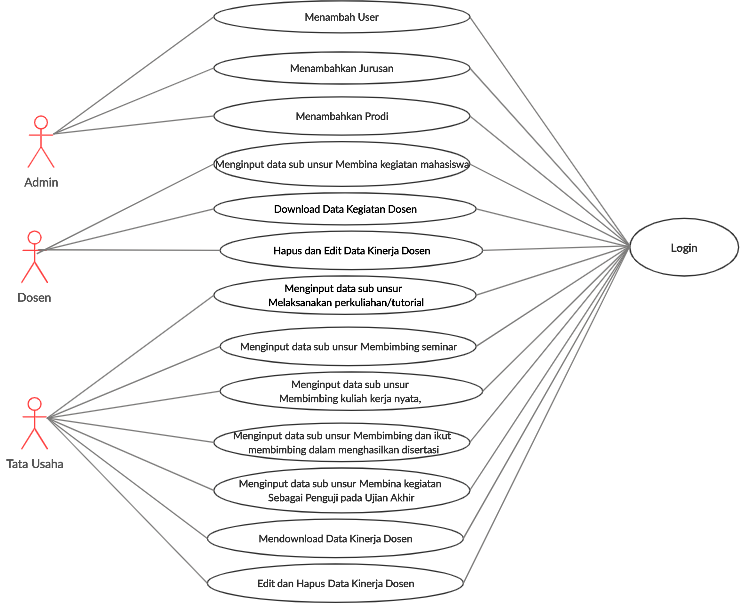 Menambah User
Menambahkan Jurusan
Menambahkan Prodi
Admin
Menginput data sub unsur Membina kegiatan mahasiswa
Download Data Kegiatan Dosen
Hapus dan Edit Data Kinerja Dosen
Dosen
Login
Menginput data sub unsur
Melaksanakan perkuliahan/tutorial
Menginput data sub unsur Membimbing seminar
Menginput data sub unsur
Membimbing kuliah kerja nyata,
Menginput data sub unsur Membimbing dan ikut
membimbing dalam menghasilkan disertasi
Tata Usaha
Menginput data sub unsur Membina kegiatan
Sebagai Penguji pada Ujian Akhir
Mendownload Data Kinerja Dosen
Edit dan Hapus Data Kinerja Dosen